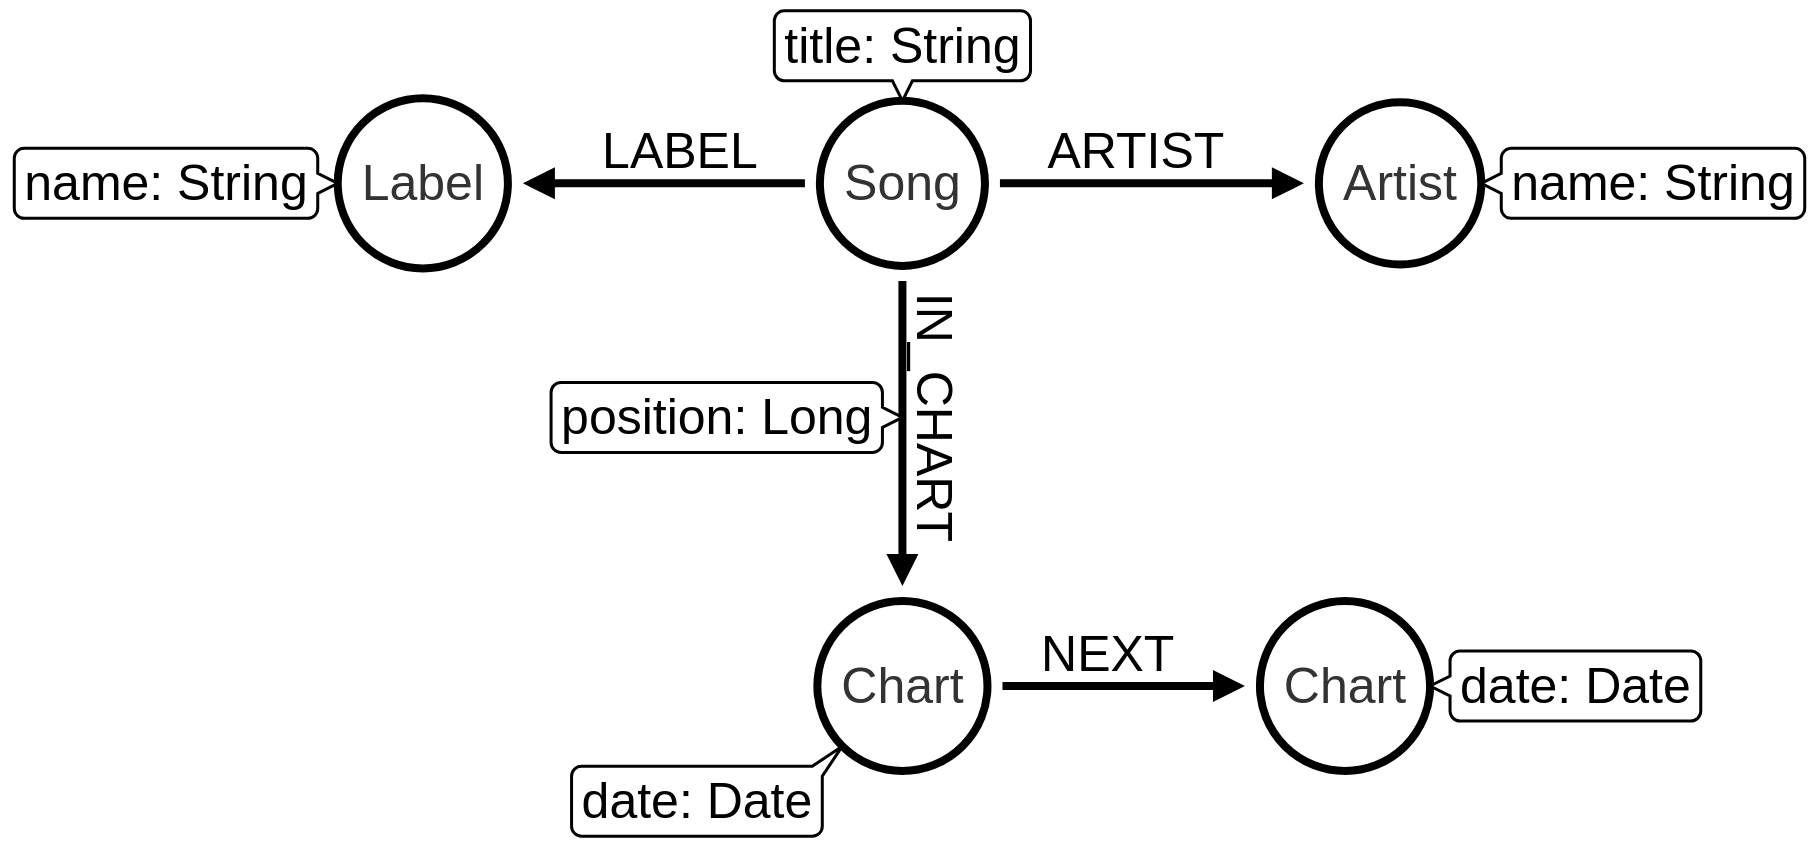 title: String
name: String
Label
LABEL
Song
ARTIST
Artist
name: String
IN_CHART
position: Long
Chart
NEXT
Chart
date: Date
date: Date